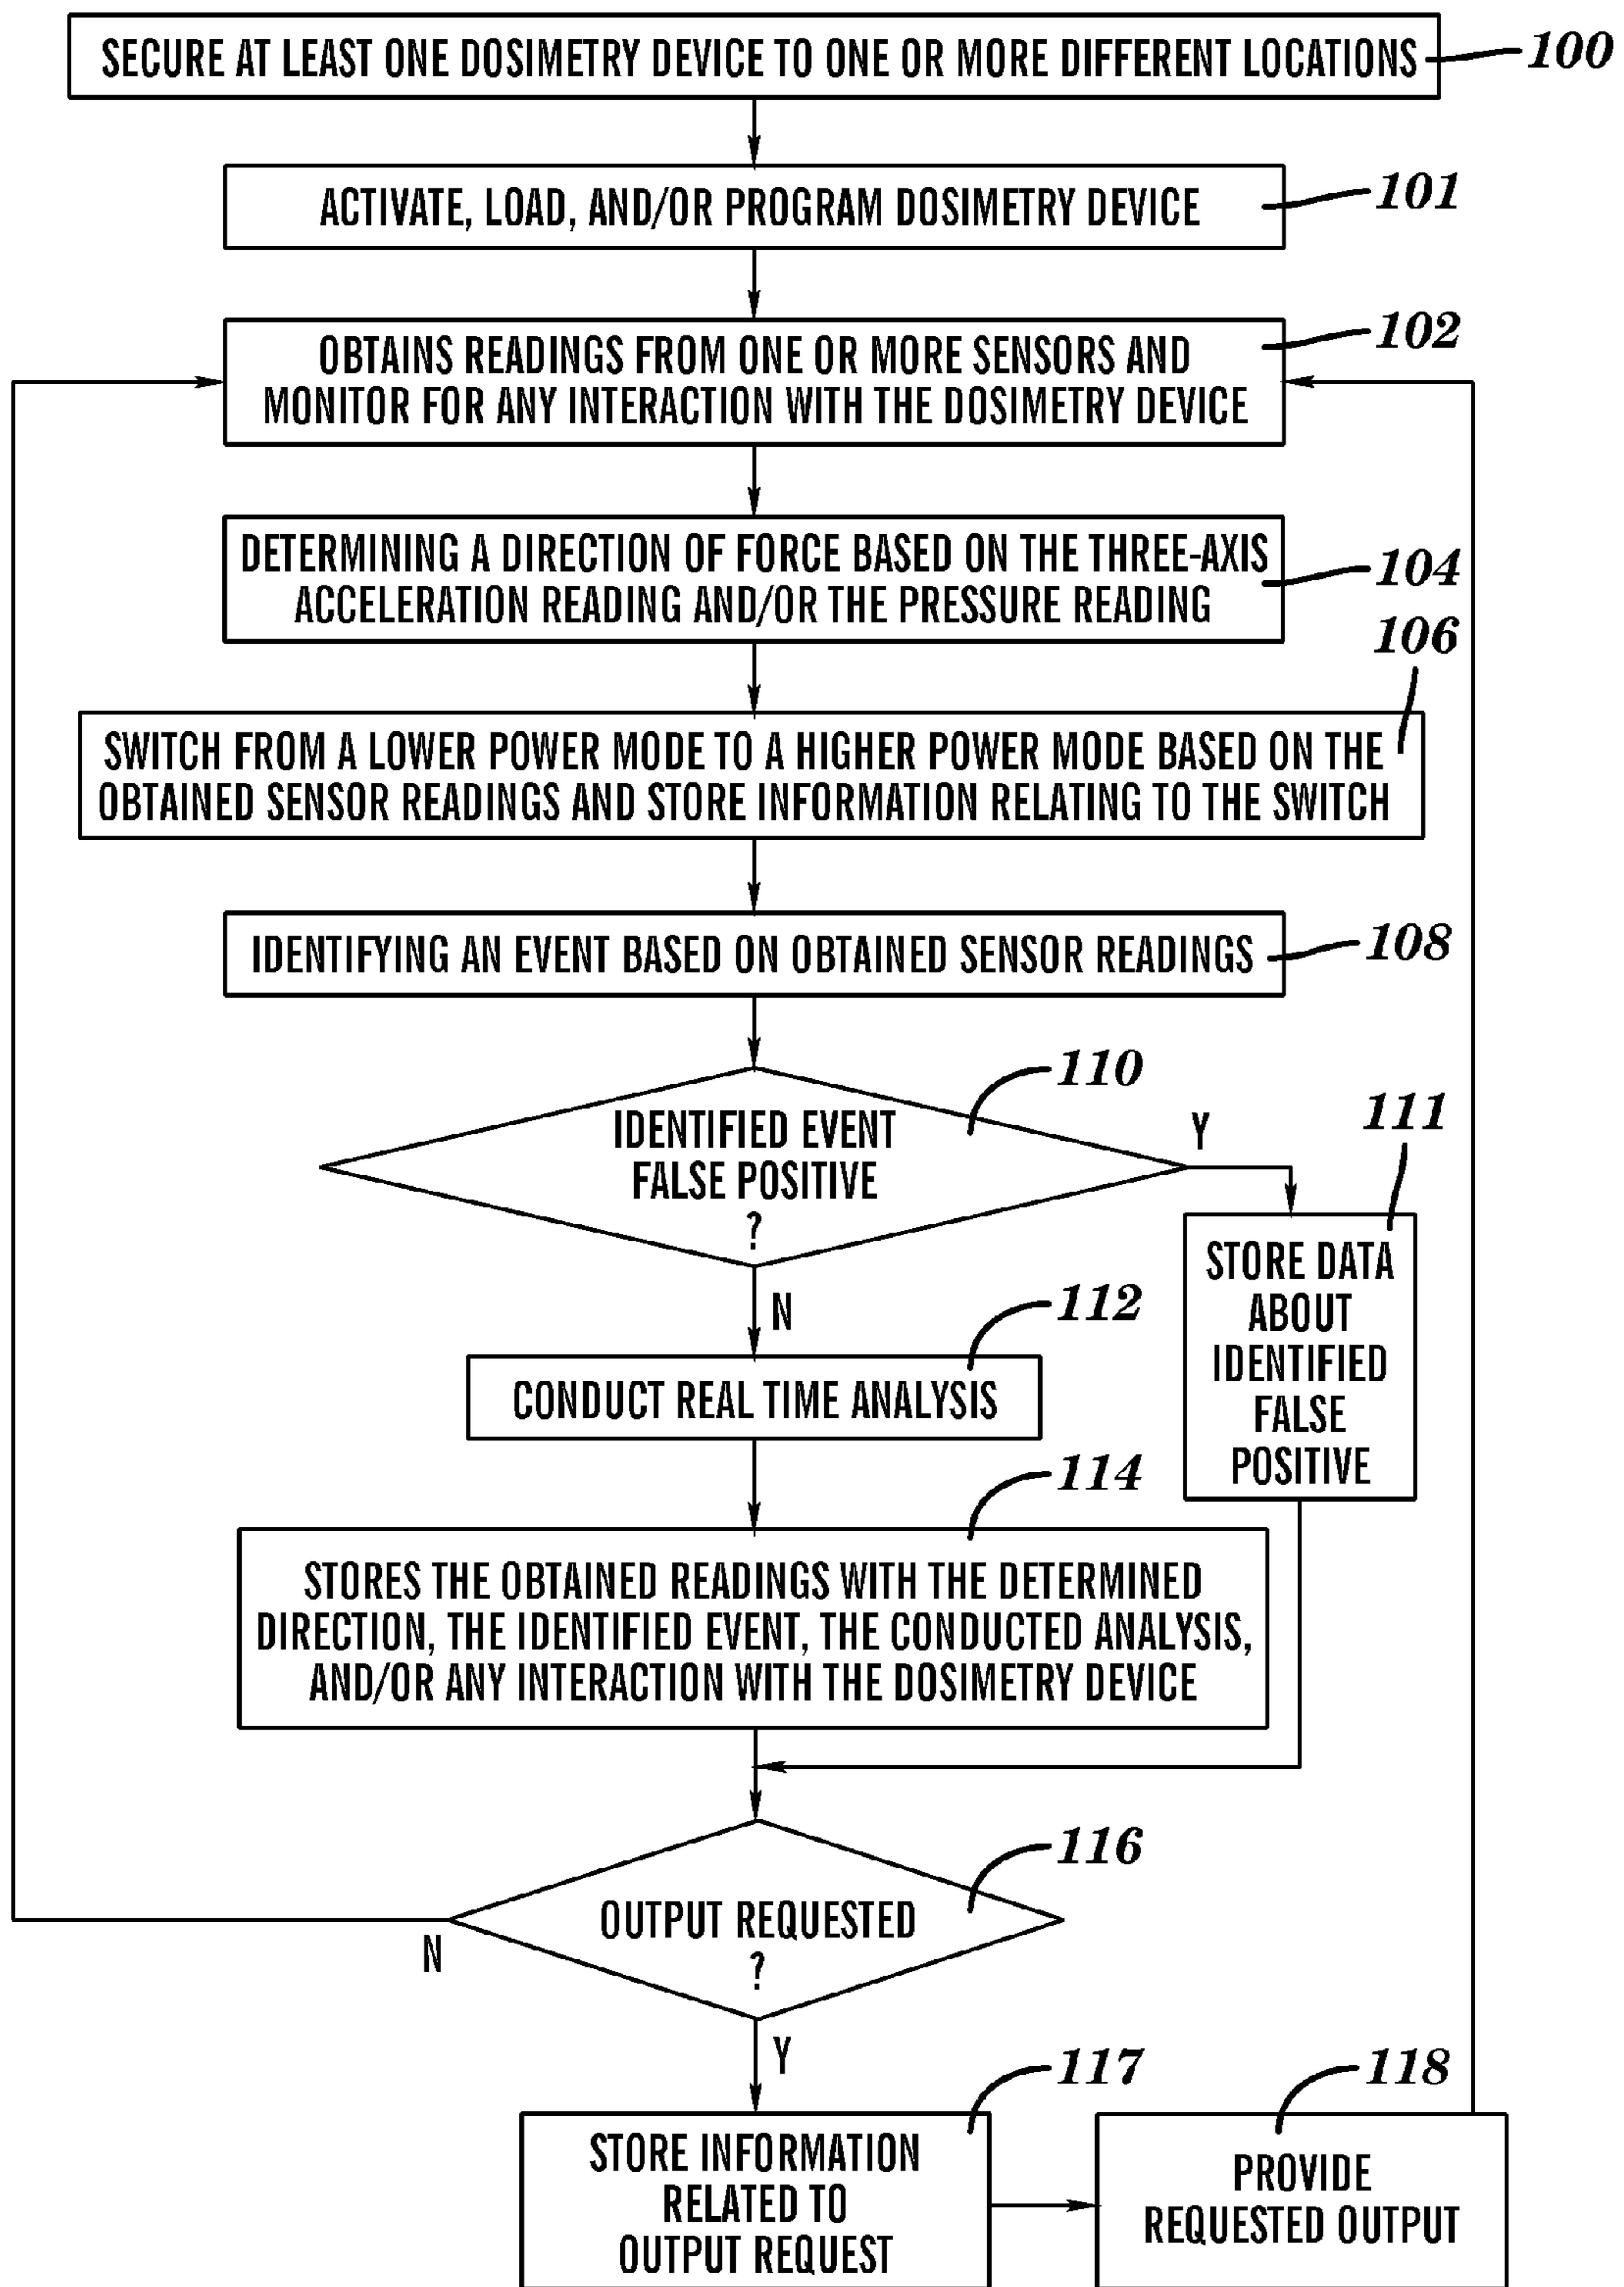 SECURE AT LEAST ONE DOSIMETRY DEVICE TO ONE OR MORE DIFFERENT LOCATIONS
100
ACTIVATE, LOAD, AND/OR PROGRAM DOSIMETRY DEVICE
101
OBTAINS READINGS FROM ONE OR MORE SENSORS AND
MONITOR FOR ANY INTERACTION WITH THE DOSIMETRY DEVICE
102
DETERMINING A DIRECTION OF FORCE BASED ON THE THREE-AXIS
ACCELERATION READING AND/OR THE PRESSURE READING
104
106
SWITCH FROM A LOWER POWER MODE TO A HIGHER POWER MODE BASED ON THE
OBTAINED SENSOR READINGS AND STORE INFORMATION RELATING TO THE SWITCH
IDENTIFYING AN EVENT BASED ON OBTAINED SENSOR READINGS
108
110
IDENTIFIED EVENT
FALSE POSITIVE
?
Y
111
STORE DATA
ABOUT
IDENTIFIED
FALSE
POSITIVE
N
112
CONDUCT REAL TIME ANALYSIS
114
STORES THE OBTAINED READINGS WITH THE DETERMINED
DIRECTION, THE IDENTIFIED EVENT, THE CONDUCTED ANALYSIS,
AND/OR ANY INTERACTION WITH THE DOSIMETRY DEVICE
116
OUTPUT REQUESTED
?
N
Y
117
STORE INFORMATION
RELATED TO
OUTPUT REQUEST
118
PROVIDE
REQUESTED OUTPUT